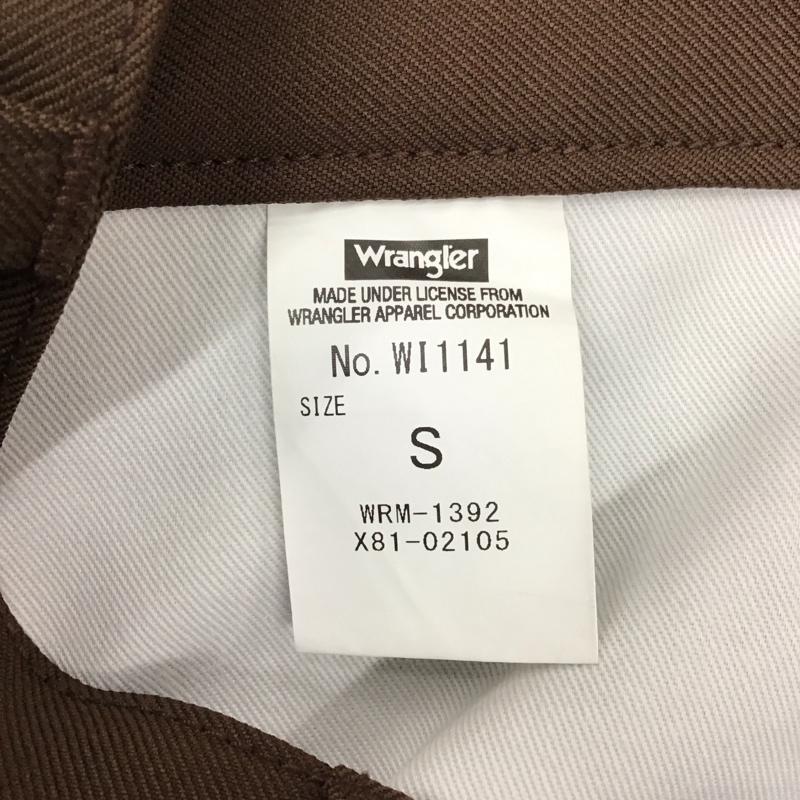 Wrangler
MADE UNDER LICENSE FROM
WRANGLER APPAREL CORPORATION
No. WI1141
SIZE
S
WRM-1392
X81-02105